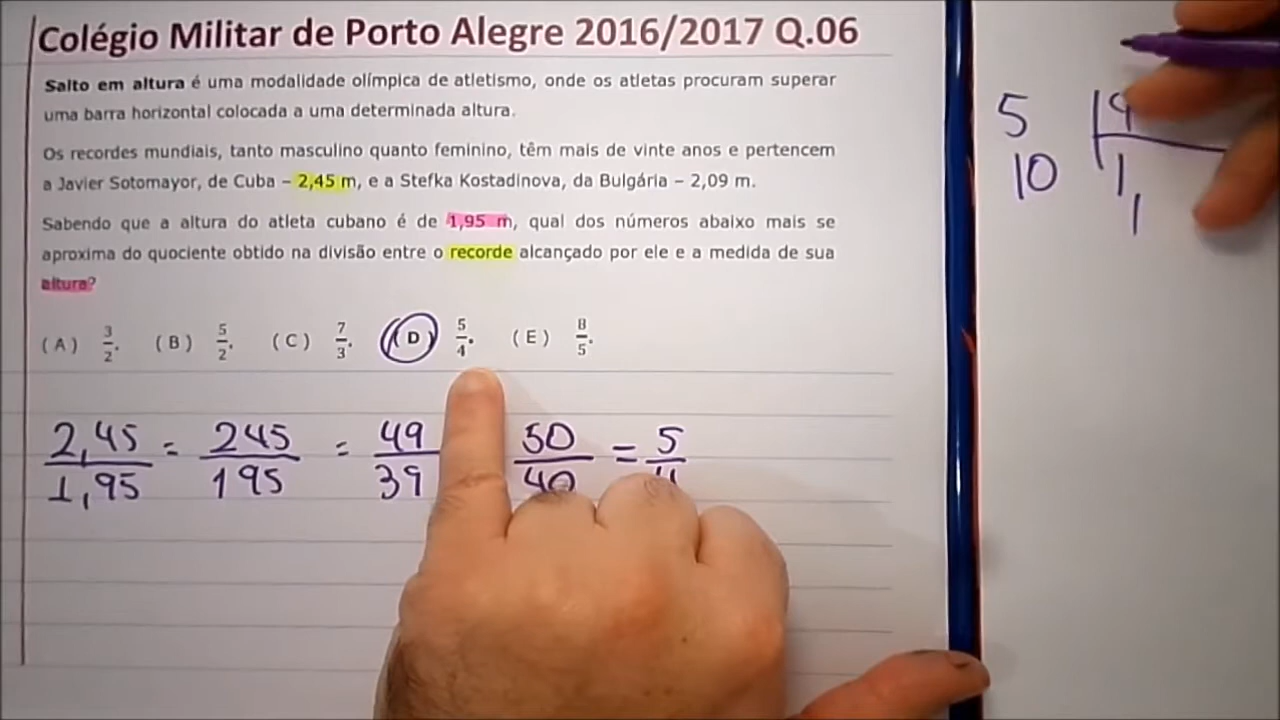 Colégio Militar de Porto Alegre 2016/2017 Q.06
Salto em altura é uma modalidade olímpica de atletismo, onde os atletas procuram superar
uma barra horizontal colocada a uma determinada altura.
Os recordes mundiais, tanto masculino quanto feminino, têm mais de vinte anos e pertencem
a Javier Sotomayor, de Cuba – 2,45 m, e a Stefka Kostadinova, da Bulgária – 2,09 m.
Sabendo que a altura do atleta cubano é de 1,95 m, qual dos números abaixo mais se
aproxima do quociente obtido na divisão entre o recorde alcançado por ele e a medida de sua
altura?
(A) 3/2. (B) 5/2. (C) 7/3. (D) 5/4. (E) 8/5.
2,45/1,95 = 245/195 = 49/39 50/40 = 5/
5
10 1
1